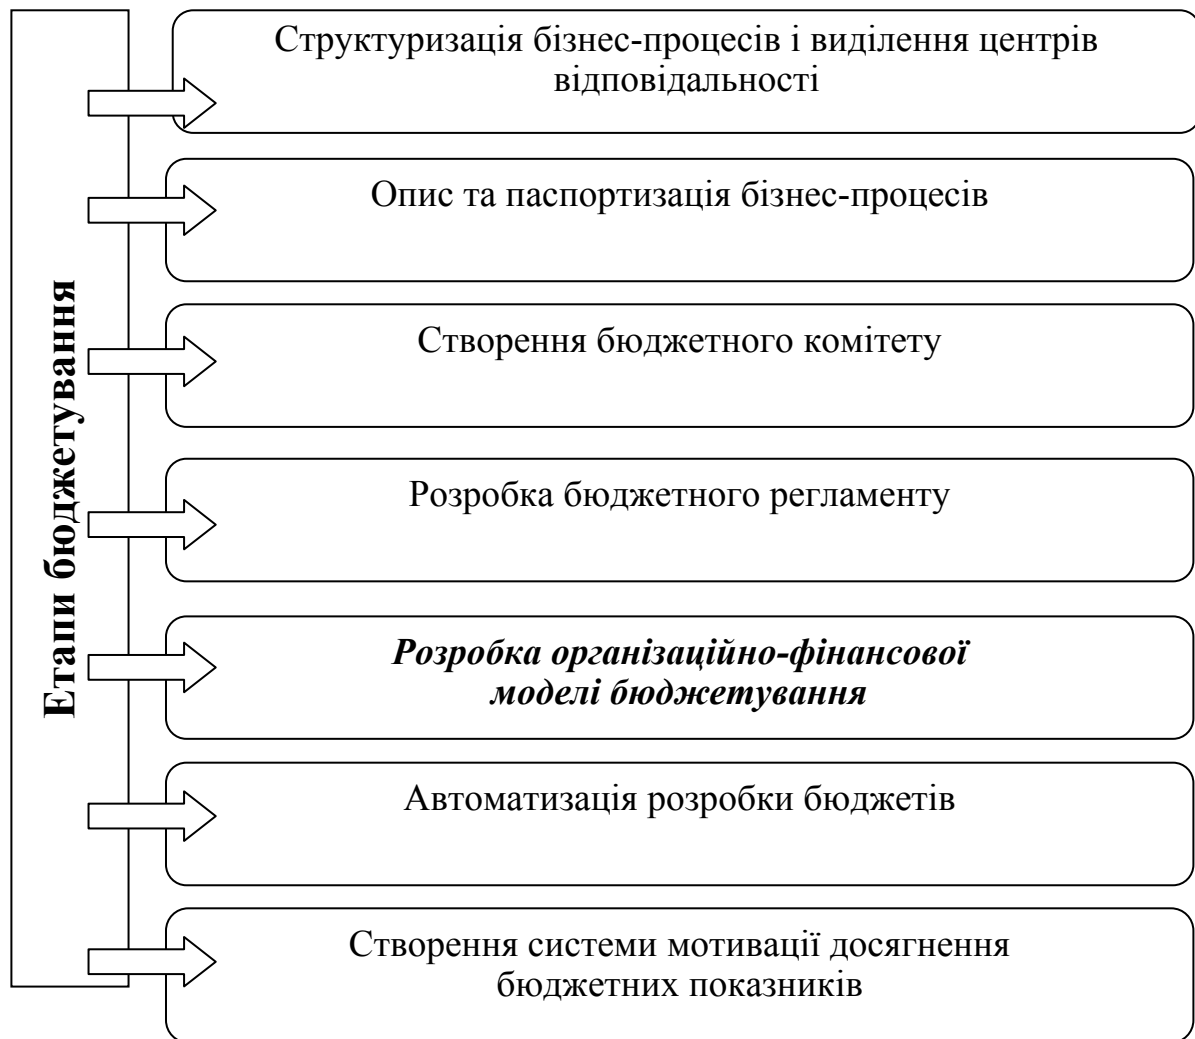 Етапи бюджетування
Структуризація бізнес-процесів і виділення центрів
відповідальності
Опис та паспортизація бізнес-процесів
Створення бюджетного комітету
Розробка бюджетного регламенту
Розробка організаційно-фінансової
моделі бюджетування
Автоматизація розробки бюджетів
Створення системи мотивації досягнення
бюджетних показників